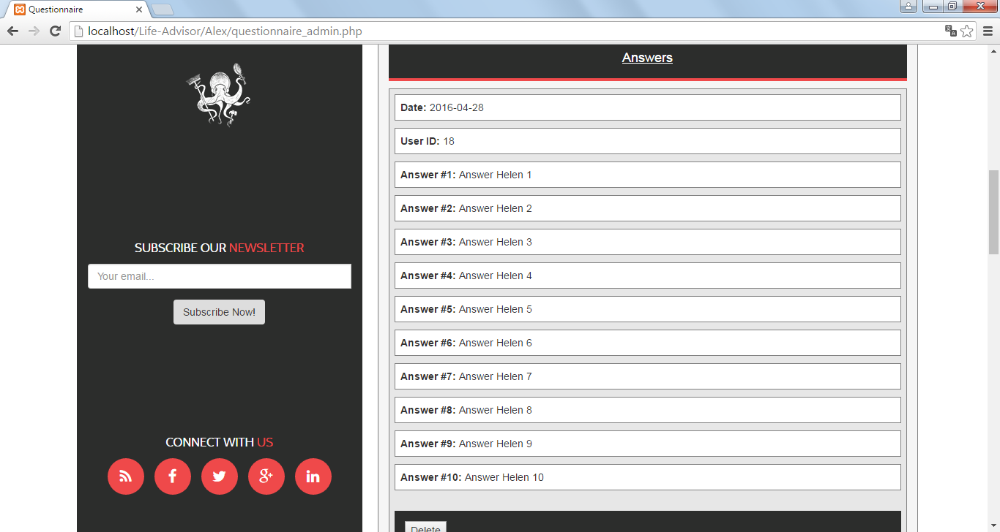 Questionnaire
localhost/Life-Advisor/Alex/questionnaire_admin.php
SUBSCRIBE OUR NEWSLETTER
Your email...
Subscribe Now!
CONNECT WITH US
f
g+
in
Answers
Date: 2016-04-28
User ID: 18
Answer #1: Answer Helen 1
Answer #2: Answer Helen 2
Answer #3: Answer Helen 3
Answer #4: Answer Helen 4
Answer #5: Answer Helen 5
Answer #6: Answer Helen 6
Answer #7: Answer Helen 7
Answer #8: Answer Helen 8
Answer #9: Answer Helen 9
Answer #10: Answer Helen 10
Delete